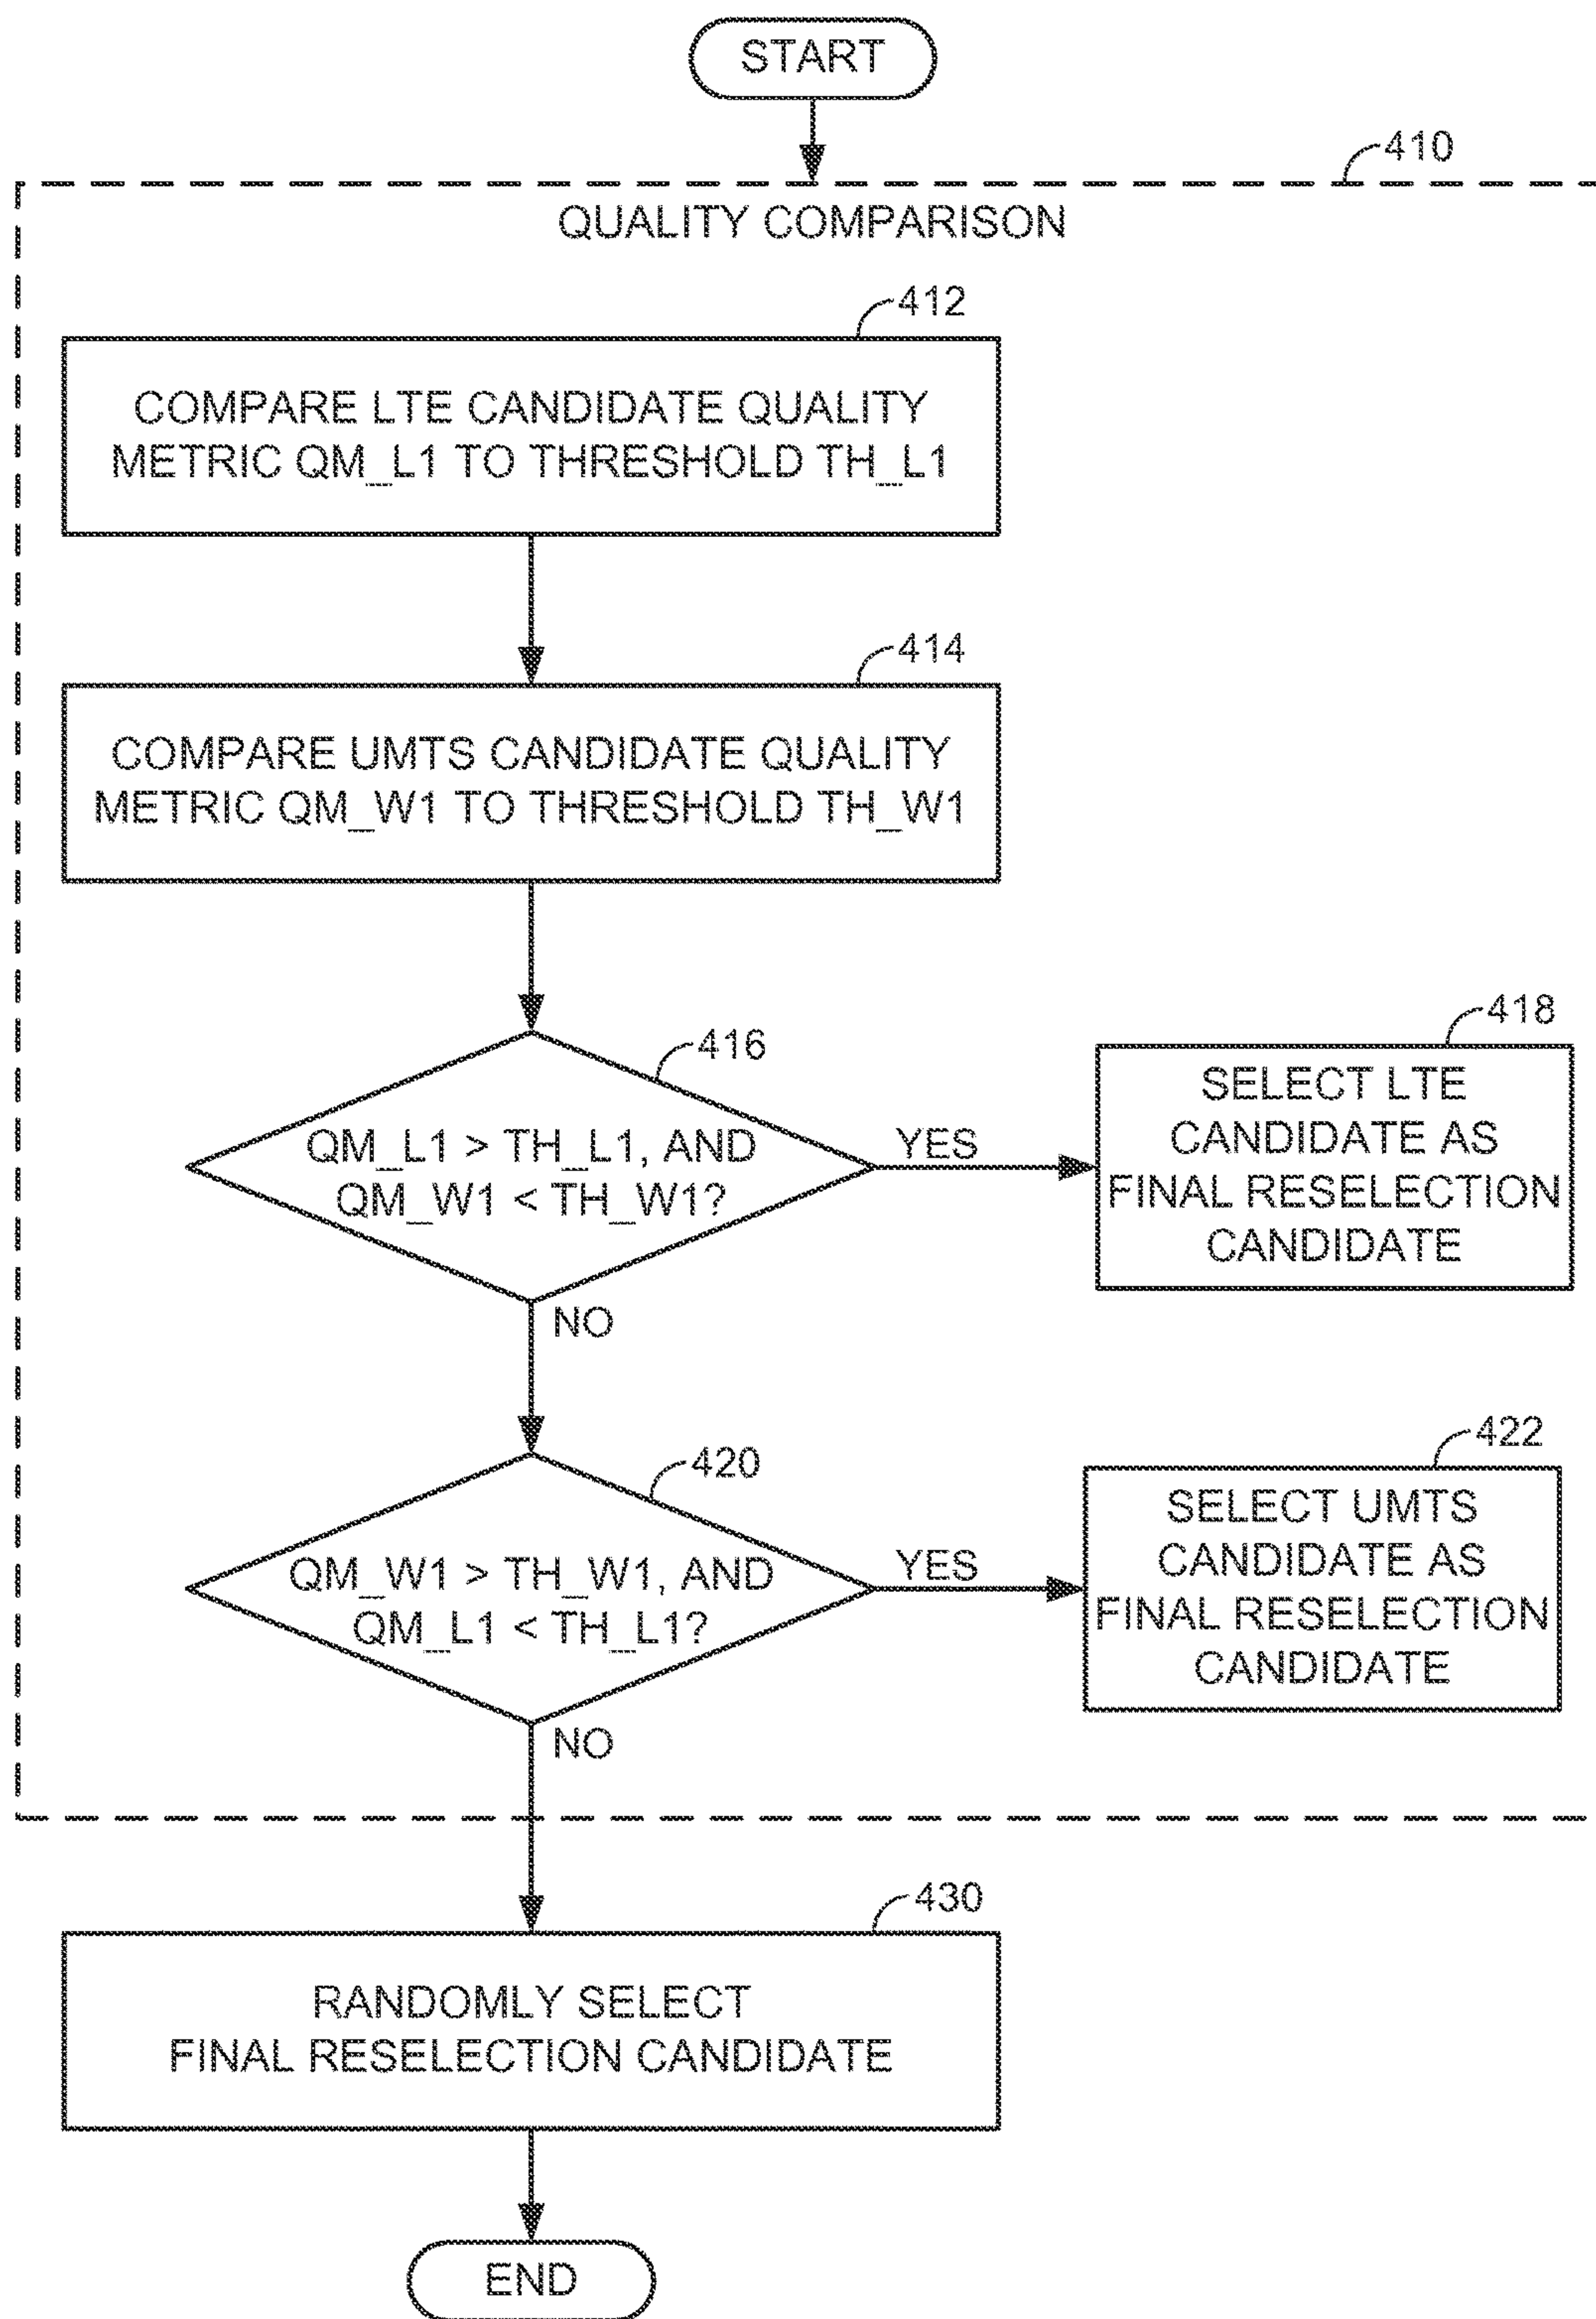 START
410
QUALITY COMPARISON
412
COMPARE LTE CANDIDATE QUALITY
METRIC QM_L1 TO THRESHOLD TH_L1
414
COMPARE UMTS CANDIDATE QUALITY
METRIC QM_W1 TO THRESHOLD TH_W1
416
QM_L1 > TH_L1, AND
QM_W1 < TH_W1?
YES
418
SELECT LTE
CANDIDATE AS
FINAL RESELECTION
CANDIDATE
NO
420
QM_W1 > TH_W1, AND
QM_L1 < TH_L1?
YES
422
SELECT UMTS
CANDIDATE AS
FINAL RESELECTION
CANDIDATE
NO
430
RANDOMLY SELECT
FINAL RESELECTION CANDIDATE
END